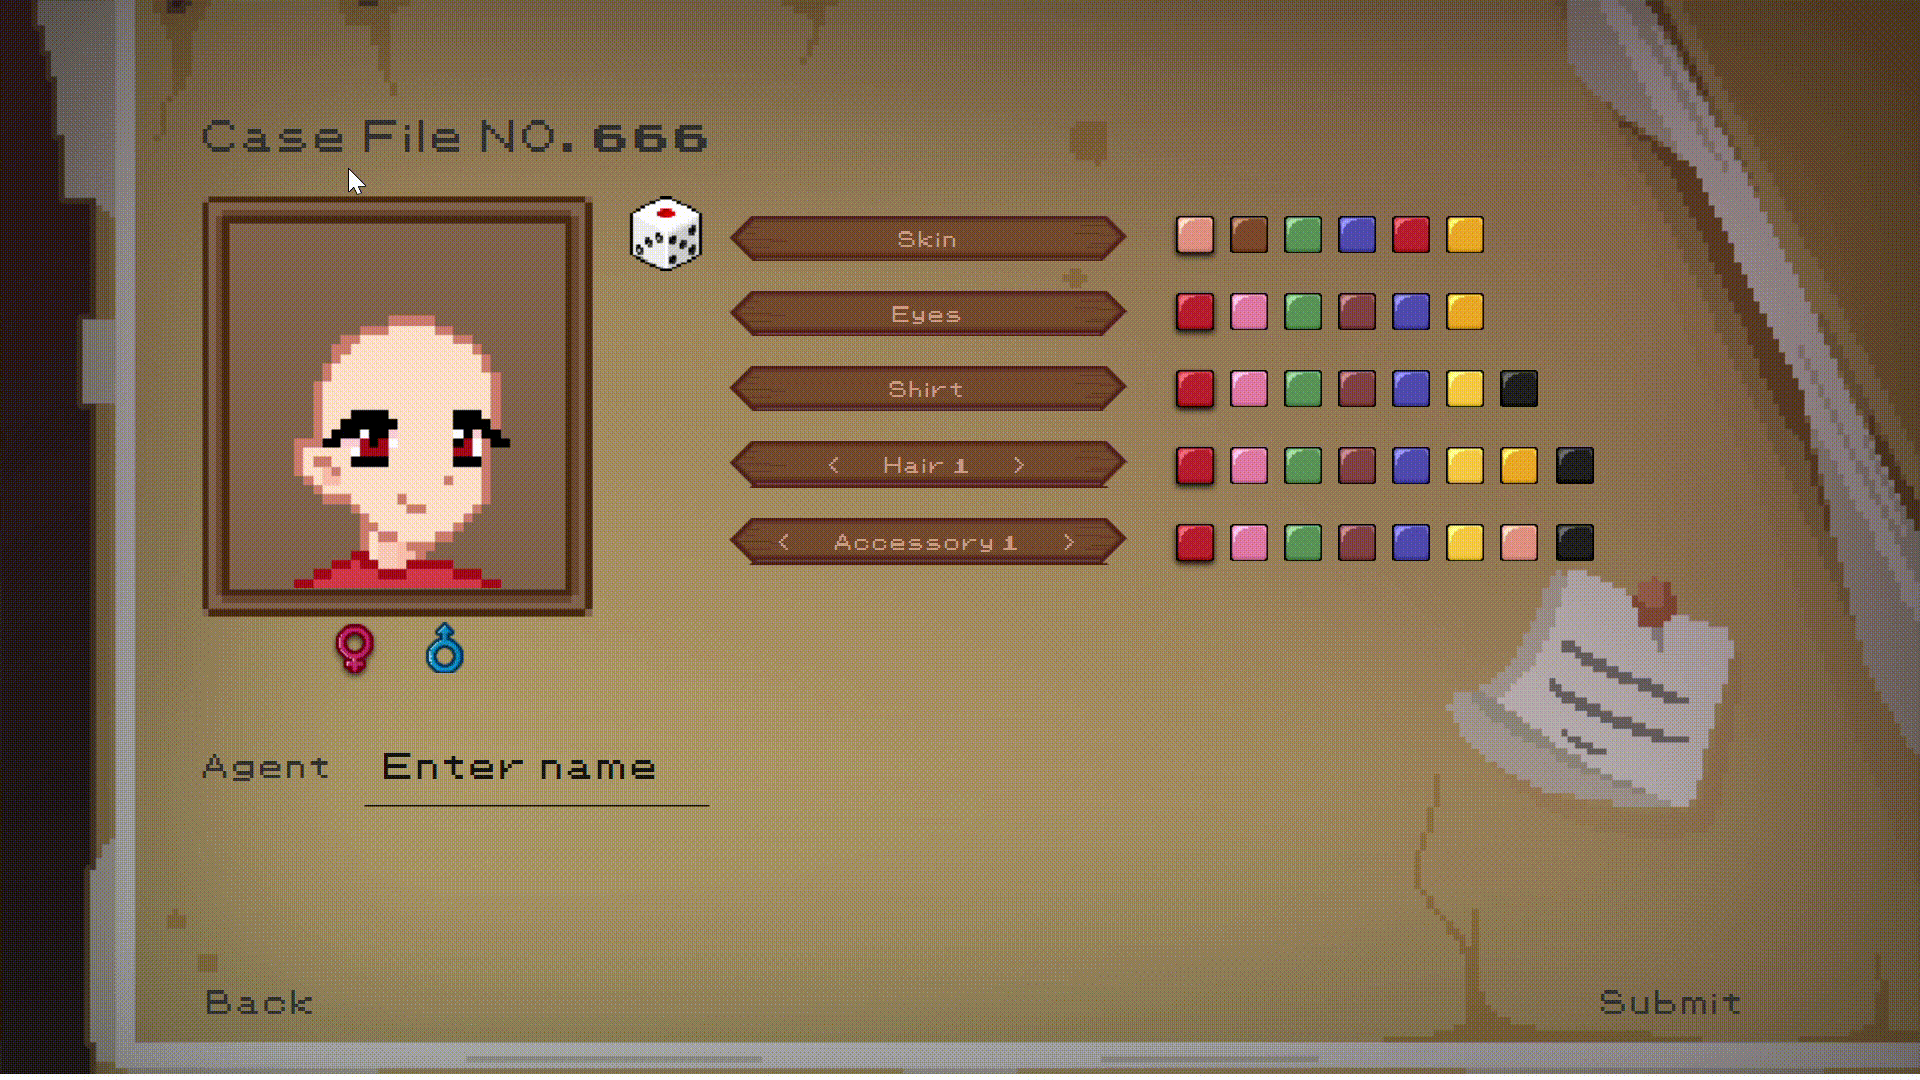 Case File NO. 666
Skin
Eyes
Shirt
< Hair 1 >
< Accessory 1 >
Agent Enter name
Back
Submit